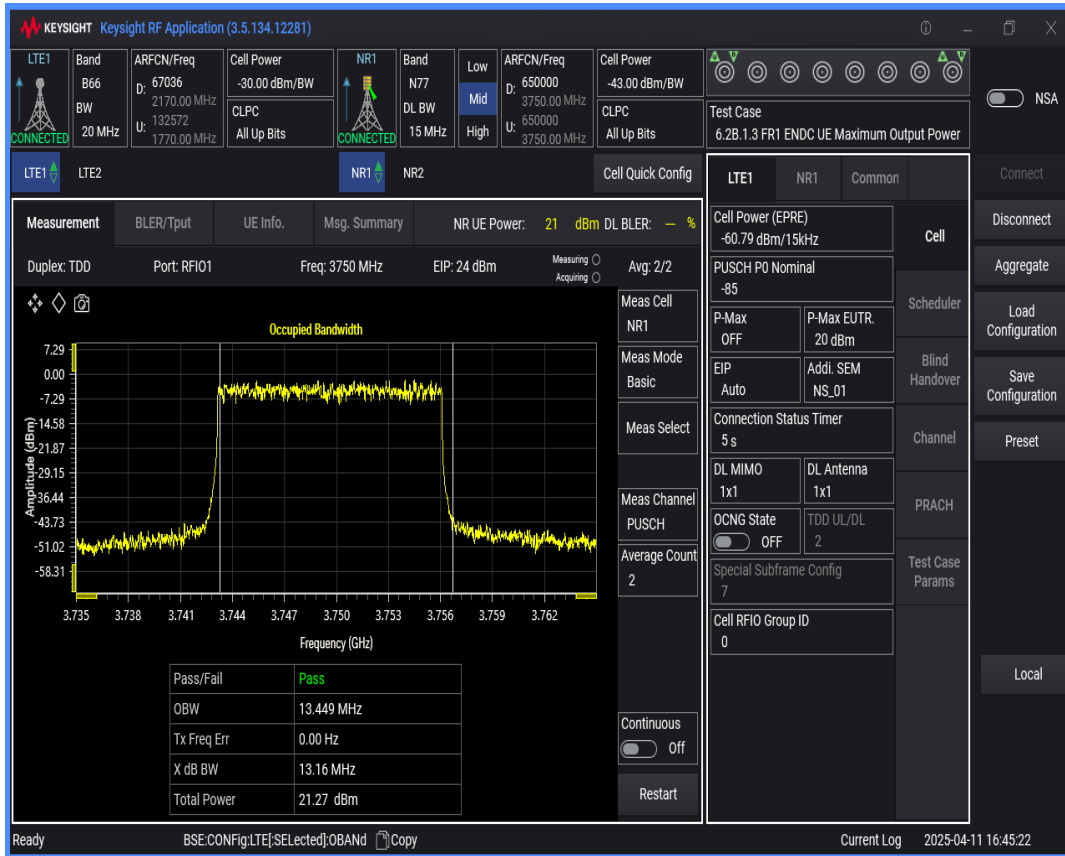 KEYSIGHT Keysight RF Application (3.5.134.12281)
LTE1
CONNECTED
Band
B66
BW
20 MHz
ARFCN/Freq
D: 67036
2170.00 MHz
U: 132572
1770.00 MHz
Cell Power
-30.00 dBm/BW
CLPC
All Up Bits
NR1
CONNECTED
Band
N77
DL BW
15 MHz
Low
Mid
High
ARFCN/Freq
D: 650000
3750.00 MHz
U: 650000
3750.00 MHz
Cell Power
-43.00 dBm/BW
CLPC
All Up Bits
Test Case
6.2B.1.3 FR1 ENDC UE Maximum Output Power
NSA
LTE1 LTE2
NR1 NR2
Cell Quick Config
Measurement BLER/Tput UE Info. Msg. Summary NR UE Power: 21 dBm DL BLER: — %
Duplex: TDD Port: RFIO1 Freq: 3750 MHz EIP: 24 dBm Measuring Avg: 2/2
Acquiring
Occupied Bandwidth
Amplitude (dBm)
7.29
0.00
-7.29
-14.58
-21.87
-29.15
-36.44
-43.73
-51.02
-58.31
3.735 3.738 3.741 3.744 3.747 3.750 3.753 3.756 3.759 3.762
Frequency (GHz)
Pass/Fail Pass
OBW 13.449 MHz
Tx Freq Err 0.00 Hz
X dB BW 13.16 MHz
Total Power 21.27 dBm
Meas Cell
NR1
Meas Mode
Basic
Meas Select
Meas Channel
PUSCH
Average Count
2
Continuous
Off
Restart
LTE1 NR1 Common
Cell Power (EPRE)
-60.79 dBm/15kHz
PUSCH P0 Nominal
-85
P-Max
OFF
P-Max EUTR.
20 dBm
EIP
Auto
Addi. SEM
NS_01
Connection Status Timer
5 s
DL MIMO
1x1
DL Antenna
1x1
OCNG State
OFF
TDD UL/DL
2
Special Subframe Config
7
Cell RFIO Group ID
0
Cell
Scheduler
Blind
Handover
Channel
PRACH
Test Case
Params
Connect
Disconnect
Aggregate
Load
Configuration
Save
Configuration
Preset
Local
Ready BSE:CONFig:LTE[:SELected]:OBANd Copy Current Log 2025-04-11 16:45:22